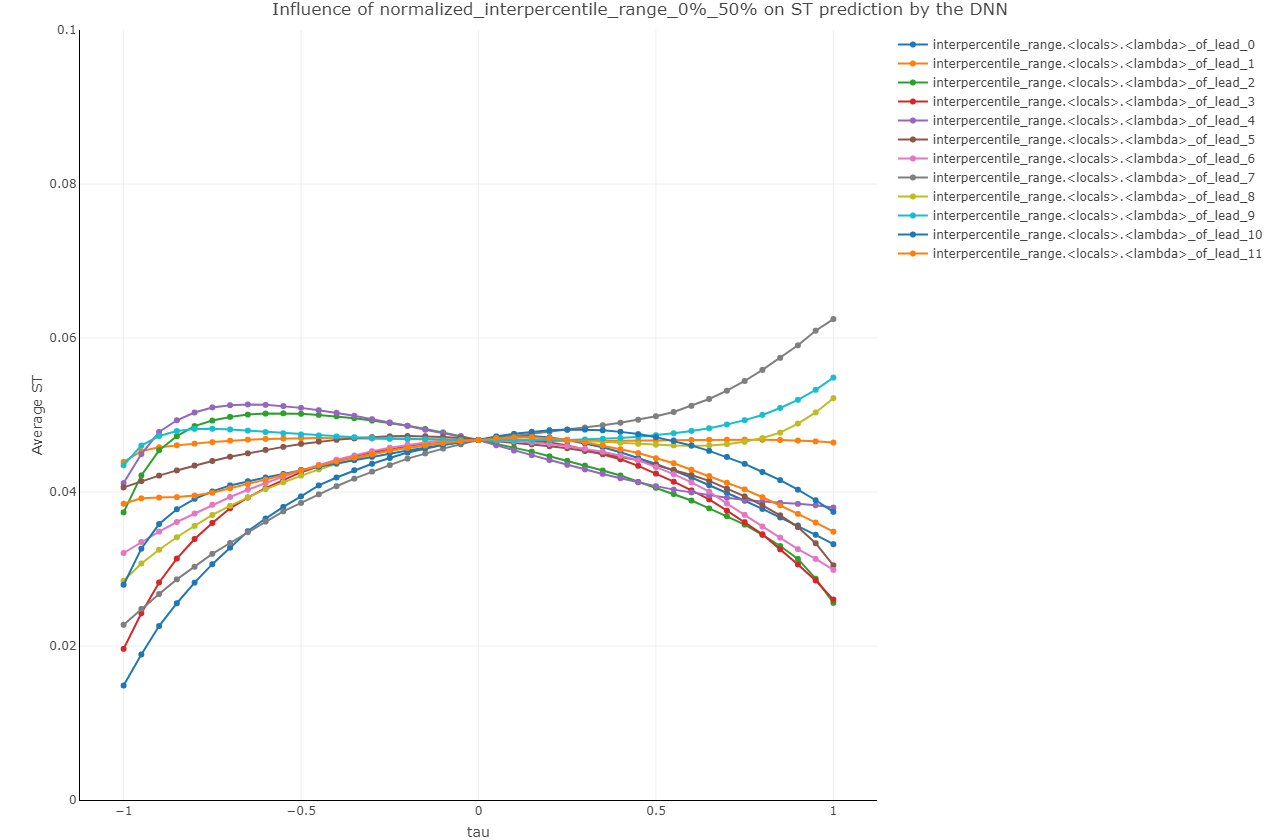 Influence of normalized_interpercentile_range_0%_50% on ST prediction by the DNN
0.1
0.08
0.06
0.04
0.02
0
Average ST
−1
−0.5
0
0.5
1
tau
interpercentile_range.<locals>.<lambda>_of_lead_0
interpercentile_range.<locals>.<lambda>_of_lead_1
interpercentile_range.<locals>.<lambda>_of_lead_2
interpercentile_range.<locals>.<lambda>_of_lead_3
interpercentile_range.<locals>.<lambda>_of_lead_4
interpercentile_range.<locals>.<lambda>_of_lead_5
interpercentile_range.<locals>.<lambda>_of_lead_6
interpercentile_range.<locals>.<lambda>_of_lead_7
interpercentile_range.<locals>.<lambda>_of_lead_8
interpercentile_range.<locals>.<lambda>_of_lead_9
interpercentile_range.<locals>.<lambda>_of_lead_10
interpercentile_range.<locals>.<lambda>_of_lead_11